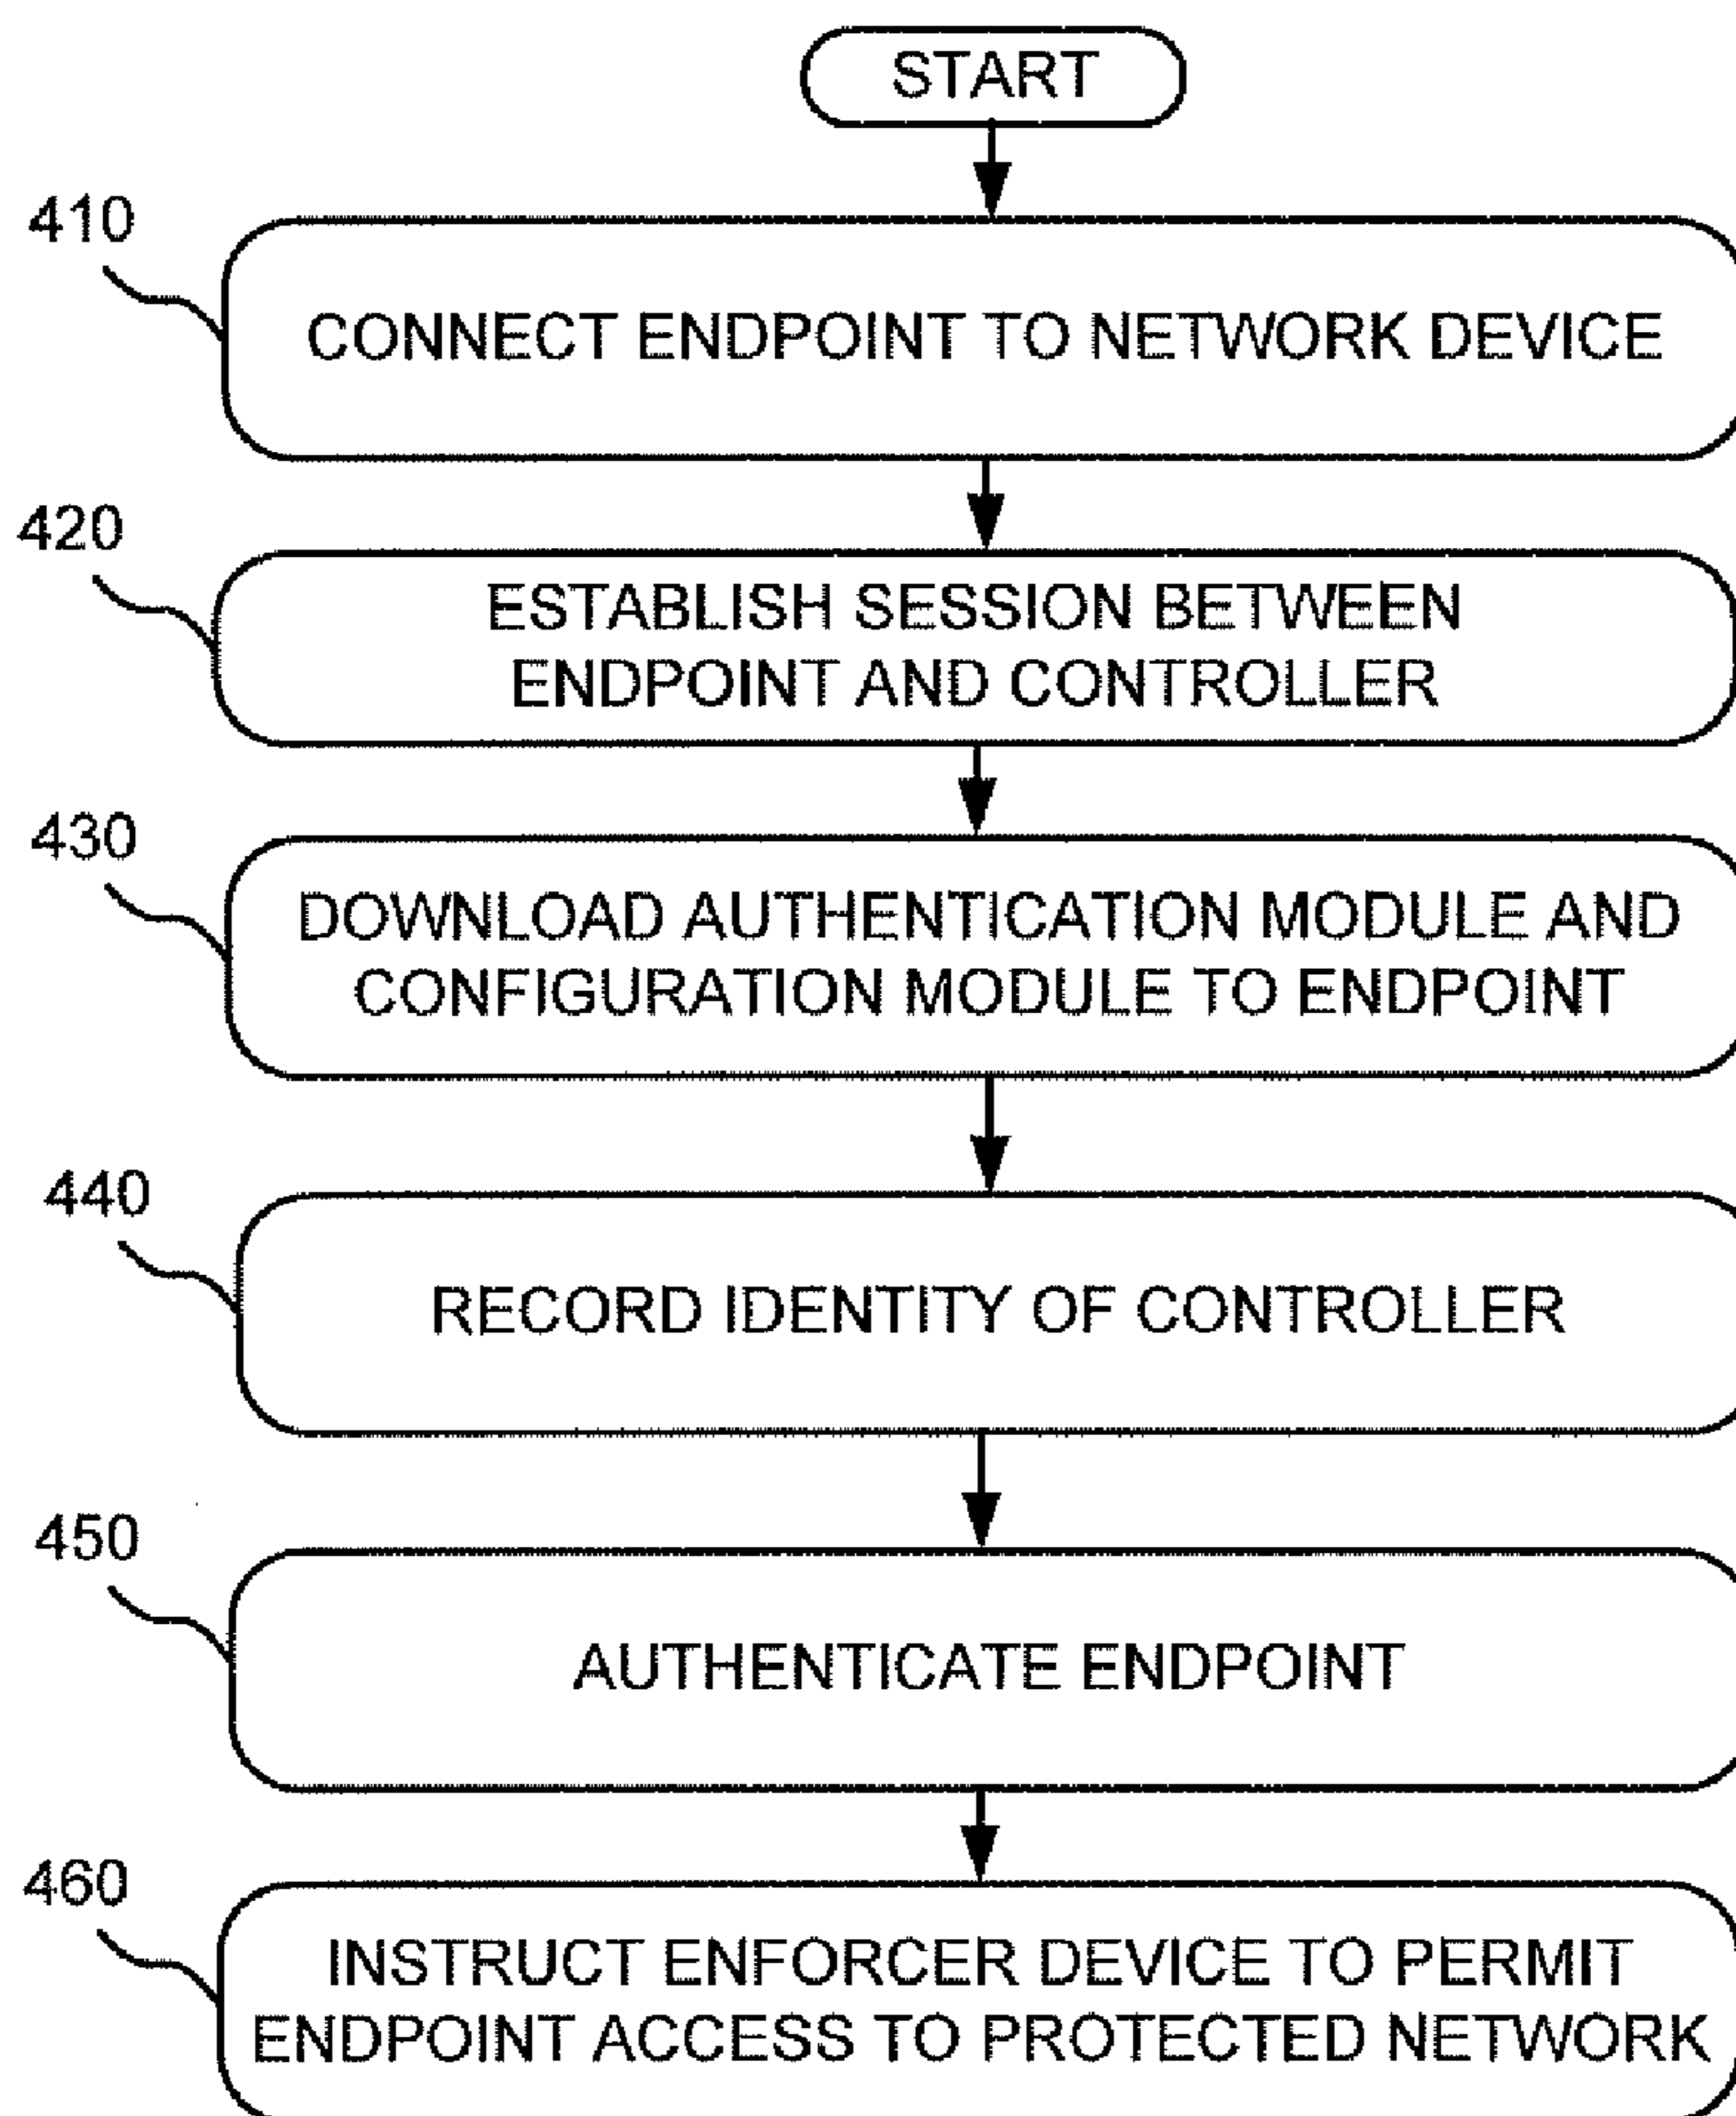 START
410
CONNECT ENDPOINT TO NETWORK DEVICE
420
ESTABLISH SESSION BETWEEN
ENDPOINT AND CONTROLLER
430
DOWNLOAD AUTHENTICATION MODULE AND
CONFIGURATION MODULE TO ENDPOINT
440
RECORD IDENTITY OF CONTROLLER
450
AUTHENTICATE ENDPOINT
460
INSTRUCT ENFORCER DEVICE TO PERMIT
ENDPOINT ACCESS TO PROTECTED NETWORK